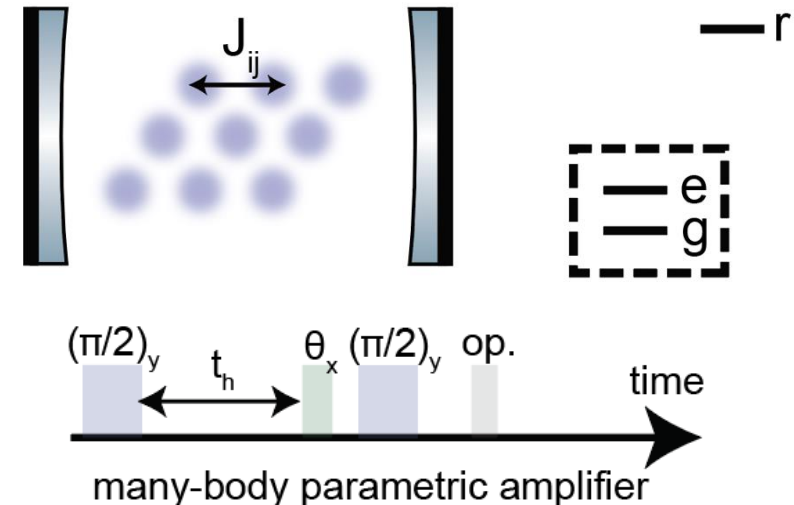 J_ij
r
e
g
(π/2)_y
t_h
θ_x
(π/2)_y
op.
time
many-body parametric amplifier